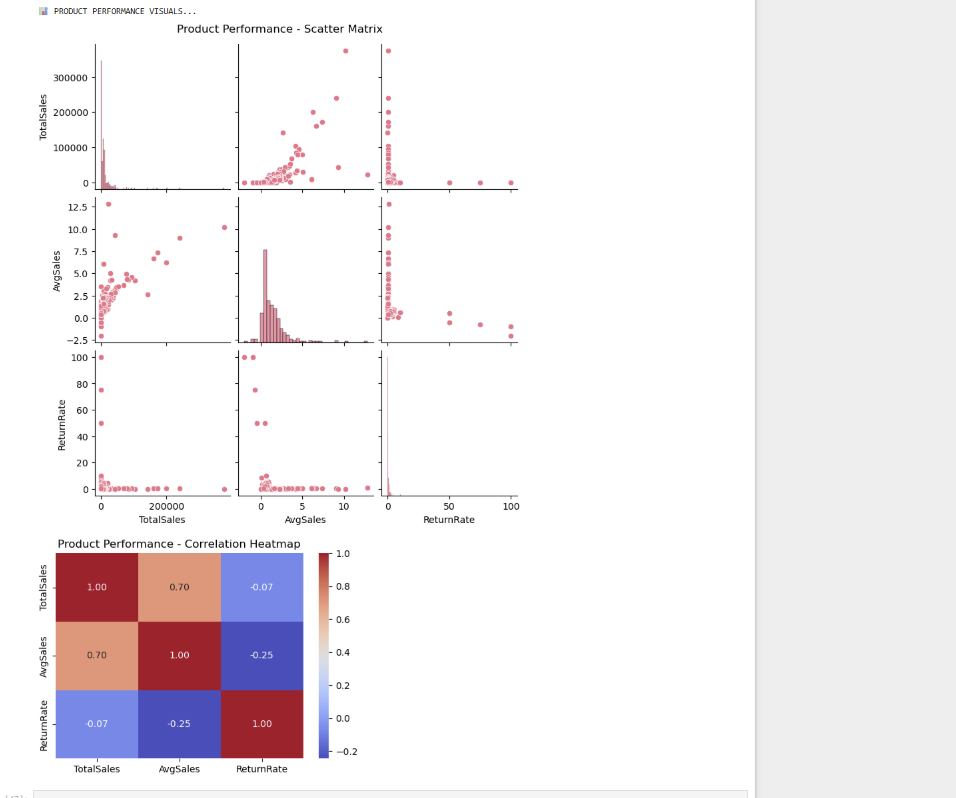 PRODUCT PERFORMANCE VISUALS...
Product Performance - Scatter Matrix
TotalSales
300000
200000
100000
0
AvgSales
12.5
10.0
7.5
5.0
2.5
0.0
−2.5
ReturnRate
100
80
60
40
20
0
0 200000 0 5 10 0 50 100
TotalSales AvgSales ReturnRate
Product Performance - Correlation Heatmap
TotalSales 1.00 0.70 -0.07
AvgSales 0.70 1.00 -0.25
ReturnRate -0.07 -0.25 1.00
TotalSales AvgSales ReturnRate
1.0
0.8
0.6
0.4
0.2
0.0
−0.2